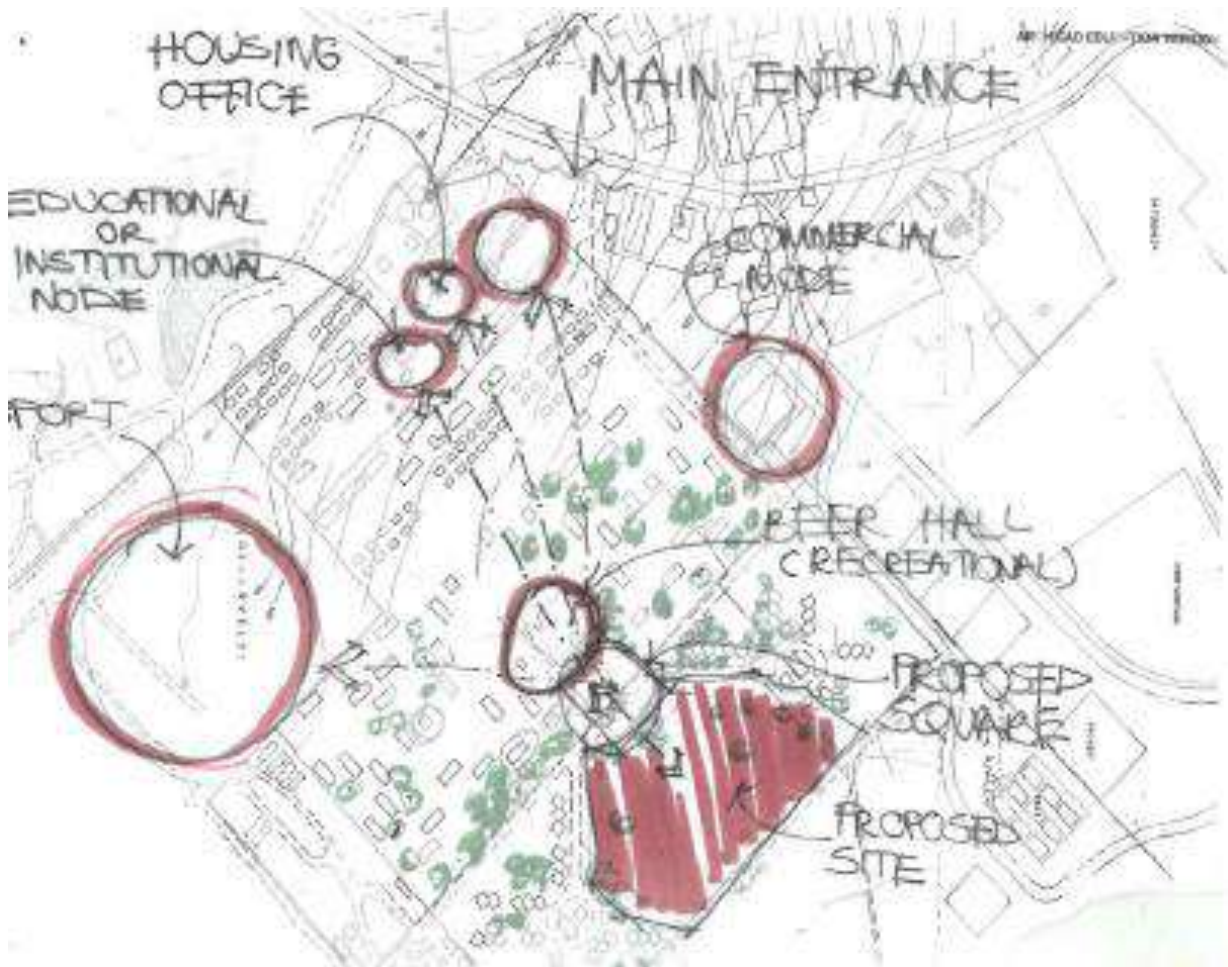 HOUSING
OFFICE
MAIN ENTRANCE
EDUCATIONAL
OR
INSTITUTIONAL
NODE
COMMERCIAL
NODE
PORT
BEER HALL
(RECREATIONAL)
PROPOSED
SQUARE
PROPOSED
SITE